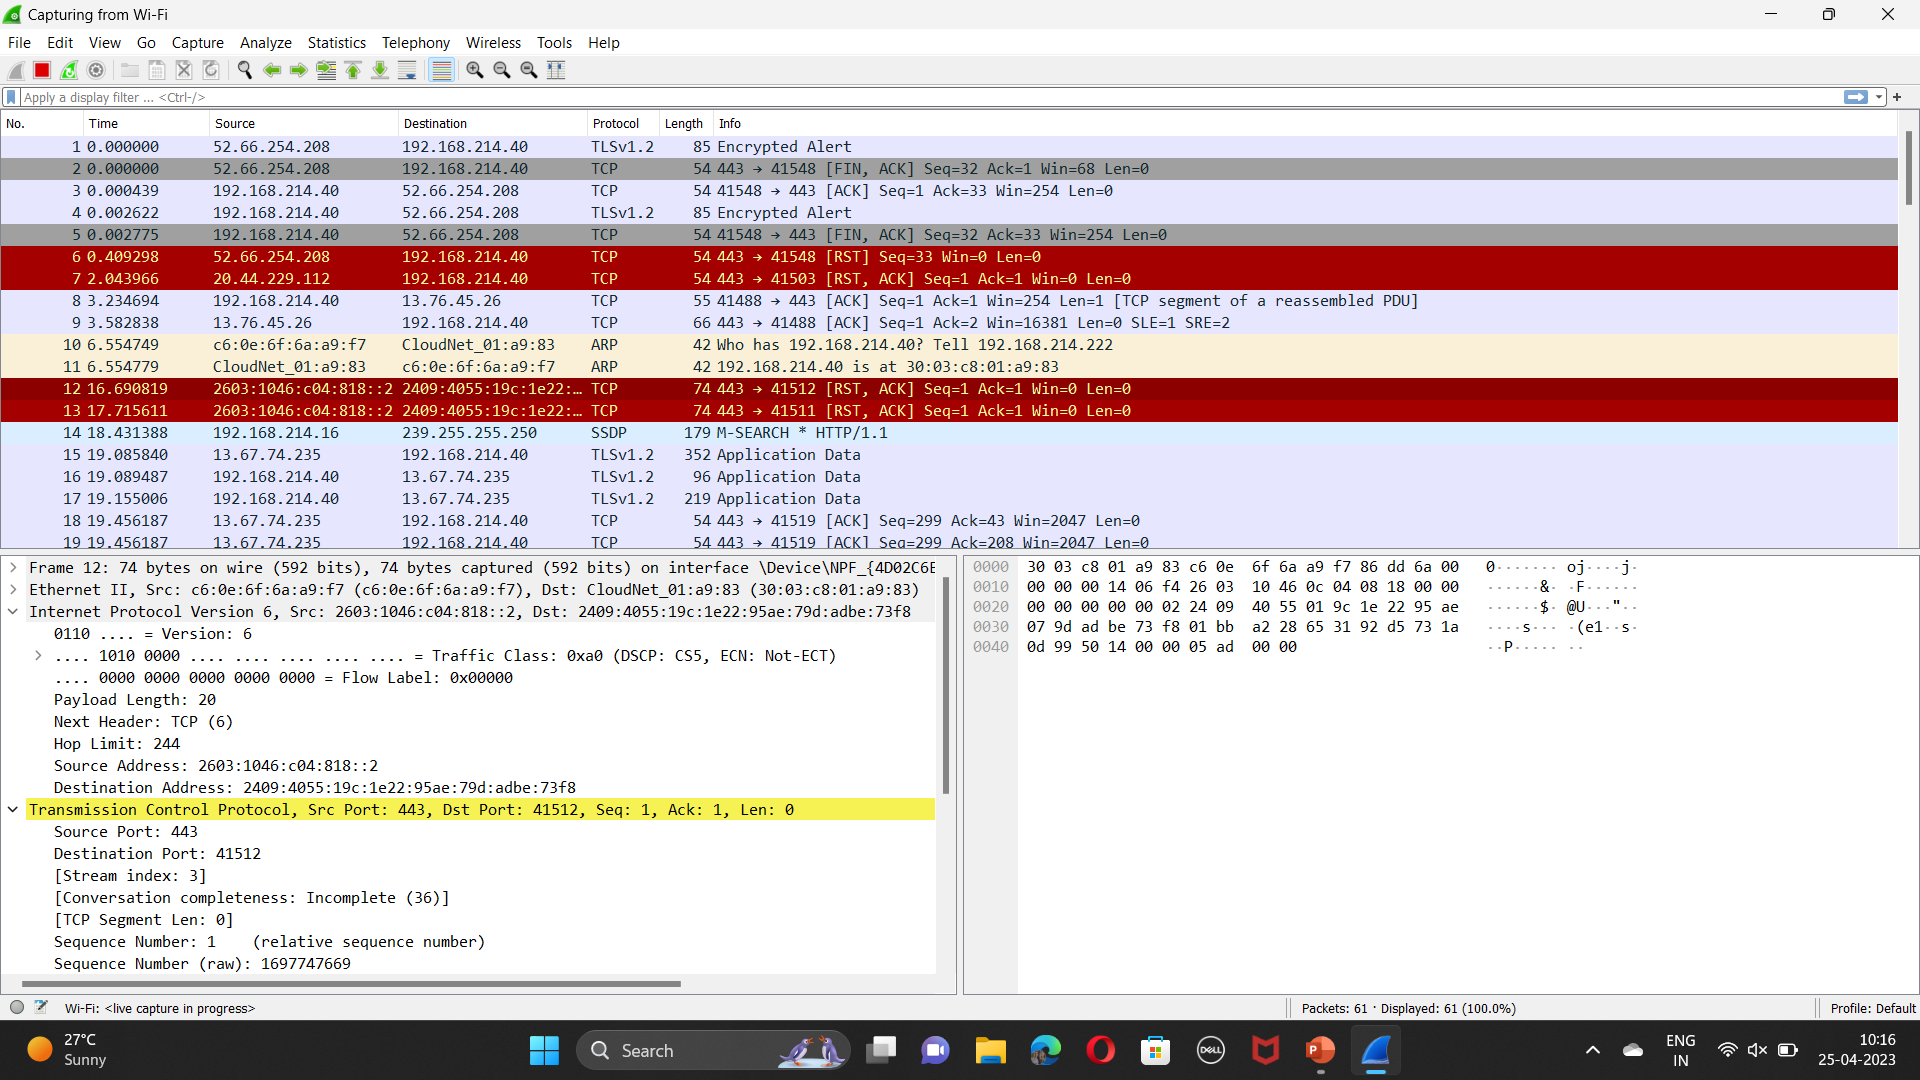 Capturing from Wi-Fi
File Edit View Go Capture Analyze Statistics Telephony Wireless Tools Help
Apply a display filter ... <Ctrl-/>
No. Time Source Destination Protocol Length Info
1 0.000000 52.66.254.208 192.168.214.40 TLSv1.2 85 Encrypted Alert
2 0.000000 52.66.254.208 192.168.214.40 TCP 54 443 → 41548 [FIN, ACK] Seq=32 Ack=1 Win=68 Len=0
3 0.000439 192.168.214.40 52.66.254.208 TCP 54 41548 → 443 [ACK] Seq=1 Ack=33 Win=254 Len=0
4 0.002622 192.168.214.40 52.66.254.208 TLSv1.2 85 Encrypted Alert
5 0.002775 192.168.214.40 52.66.254.208 TCP 54 41548 → 443 [FIN, ACK] Seq=32 Ack=33 Win=254 Len=0
6 0.409298 52.66.254.208 192.168.214.40 TCP 54 443 → 41548 [RST] Seq=33 Win=0 Len=0
7 2.043966 20.44.229.112 192.168.214.40 TCP 54 443 → 41503 [RST, ACK] Seq=1 Ack=1 Win=0 Len=0
8 3.234694 192.168.214.40 13.76.45.26 TCP 55 41488 → 443 [ACK] Seq=1 Ack=1 Win=254 Len=1 [TCP segment of a reassembled PDU]
9 3.582838 13.76.45.26 192.168.214.40 TCP 66 443 → 41488 [ACK] Seq=1 Ack=2 Win=16381 Len=0 SLE=1 SRE=2
10 6.554749 c6:0e:6f:6a:a9:f7 CloudNet_01:a9:83 ARP 42 Who has 192.168.214.40? Tell 192.168.214.222
11 6.554779 CloudNet_01:a9:83 c6:0e:6f:6a:a9:f7 ARP 42 192.168.214.40 is at 30:03:c8:01:a9:83
12 16.690819 2603:1046:c04:818::2 2409:4055:19c:1e22:… TCP 74 443 → 41512 [RST, ACK] Seq=1 Ack=1 Win=0 Len=0
13 17.715611 2603:1046:c04:818::2 2409:4055:19c:1e22:… TCP 74 443 → 41511 [RST, ACK] Seq=1 Ack=1 Win=0 Len=0
14 18.431388 192.168.214.16 239.255.255.250 SSDP 179 M-SEARCH * HTTP/1.1
15 19.085840 13.67.74.235 192.168.214.40 TLSv1.2 352 Application Data
16 19.089487 192.168.214.40 13.67.74.235 TLSv1.2 96 Application Data
17 19.155006 192.168.214.40 13.67.74.235 TLSv1.2 219 Application Data
18 19.456187 13.67.74.235 192.168.214.40 TCP 54 443 → 41519 [ACK] Seq=299 Ack=43 Win=2047 Len=0
19 19.456187 13.67.74.235 192.168.214.40 TCP 54 443 → 41519 [ACK] Seq=299 Ack=208 Win=2047 Len=0
Frame 12: 74 bytes on wire (592 bits), 74 bytes captured (592 bits) on interface \Device\NPF_{4D02C6E
Ethernet II, Src: c6:0e:6f:6a:a9:f7 (c6:0e:6f:6a:a9:f7), Dst: CloudNet_01:a9:83 (30:03:c8:01:a9:83)
Internet Protocol Version 6, Src: 2603:1046:c04:818::2, Dst: 2409:4055:19c:1e22:95ae:79d:adbe:73f8
0110 .... = Version: 6
.... 1010 0000 .... .... .... .... .... = Traffic Class: 0xa0 (DSCP: CS5, ECN: Not-ECT)
.... 0000 0000 0000 0000 0000 = Flow Label: 0x00000
Payload Length: 20
Next Header: TCP (6)
Hop Limit: 244
Source Address: 2603:1046:c04:818::2
Destination Address: 2409:4055:19c:1e22:95ae:79d:adbe:73f8
Transmission Control Protocol, Src Port: 443, Dst Port: 41512, Seq: 1, Ack: 1, Len: 0
Source Port: 443
Destination Port: 41512
[Stream index: 3]
[Conversation completeness: Incomplete (36)]
[TCP Segment Len: 0]
Sequence Number: 1 (relative sequence number)
Sequence Number (raw): 1697747669
0000 30 03 c8 01 a9 83 c6 0e 6f 6a a9 f7 86 dd 6a 00 0······· oj····j·
0010 00 00 00 14 06 f4 26 03 10 46 0c 04 08 18 00 00 ······&· ·F······
0020 00 00 00 00 00 02 24 09 40 55 01 9c 1e 22 95 ae ······$· @U···"··
0030 07 9d ad be 73 f8 01 bb a2 28 65 31 92 d5 73 1a ····s··· ·(e1··s·
0040 0d 99 50 14 00 00 05 ad 00 00 ··P····· ··
Wi-Fi: <live capture in progress>
Packets: 61 · Displayed: 61 (100.0%)
Profile: Default
27°C
Sunny
Search
DELL
P
ENG
IN
10:16
25-04-2023